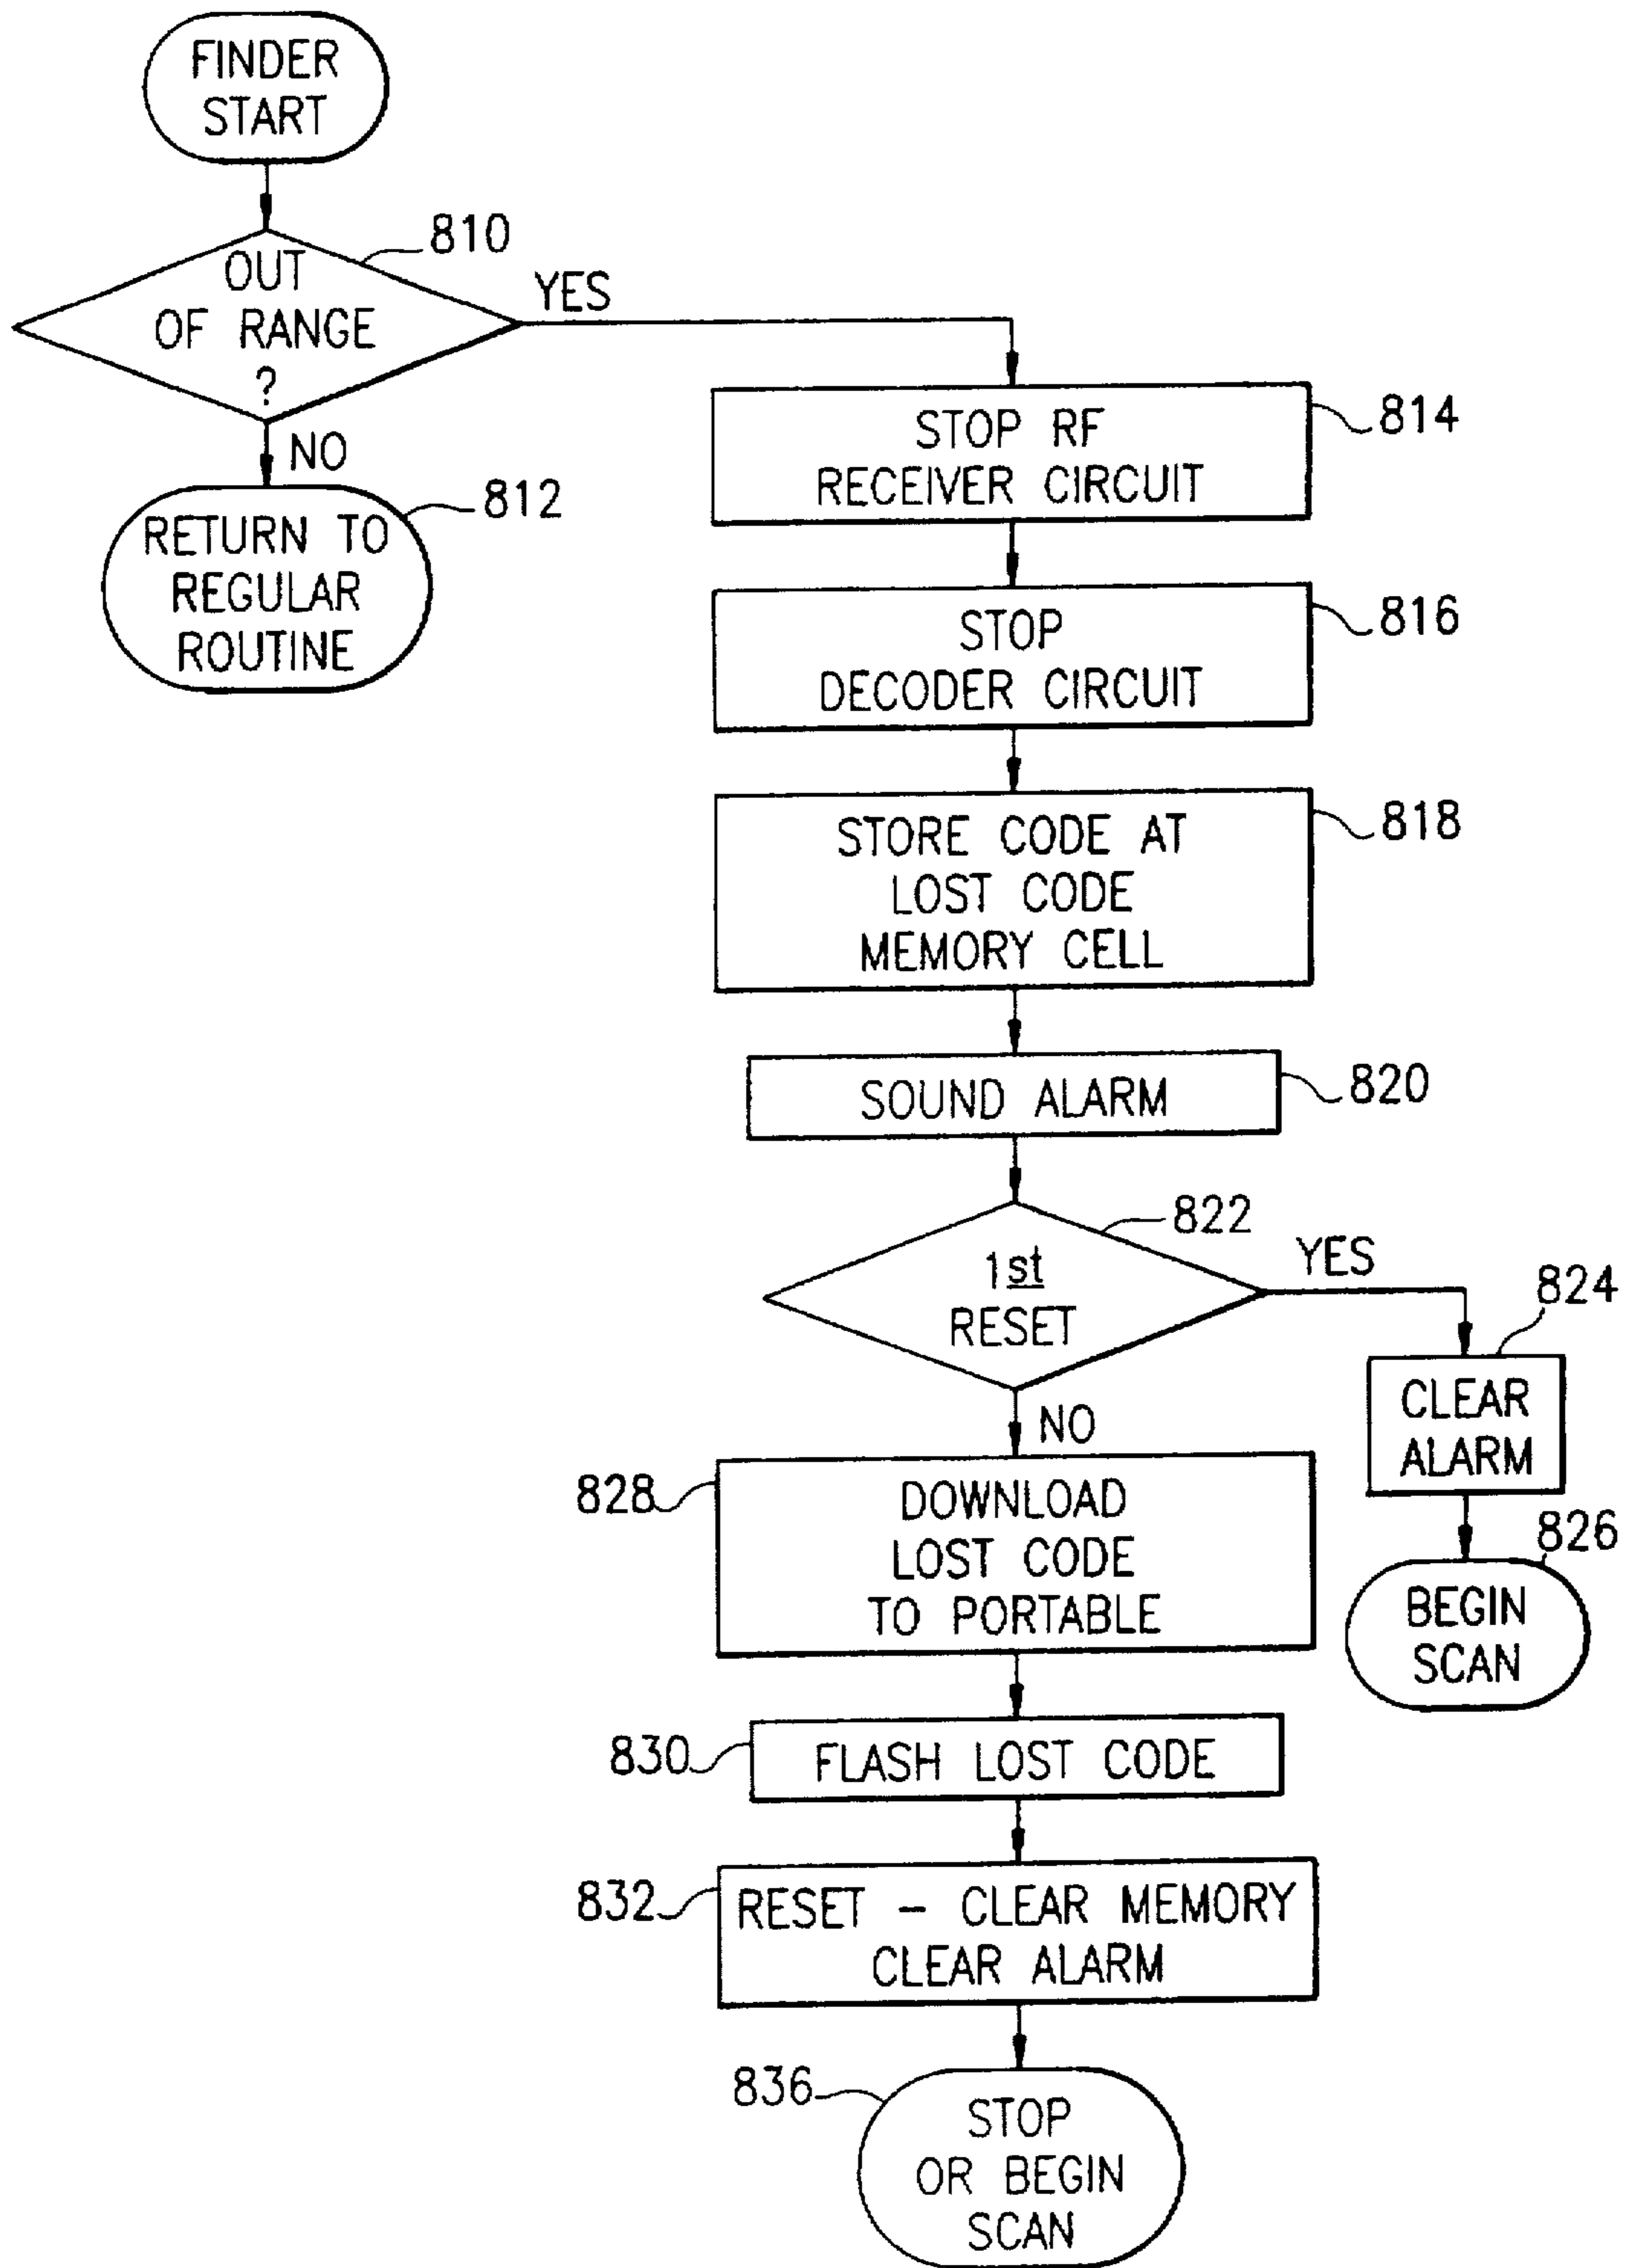 FINDER
START
810
OUT
OF RANGE
?
YES
NO
812
RETURN TO
REGULAR
ROUTINE
814
STOP RF
RECEIVER CIRCUIT
816
STOP
DECODER CIRCUIT
818
STORE CODE AT
LOST CODE
MEMORY CELL
820
SOUND ALARM
822
1st
RESET
YES
824
CLEAR
ALARM
826
BEGIN
SCAN
NO
828
DOWNLOAD
LOST CODE
TO PORTABLE
830
FLASH LOST CODE
832
RESET – CLEAR MEMORY
CLEAR ALARM
836
STOP
OR BEGIN
SCAN